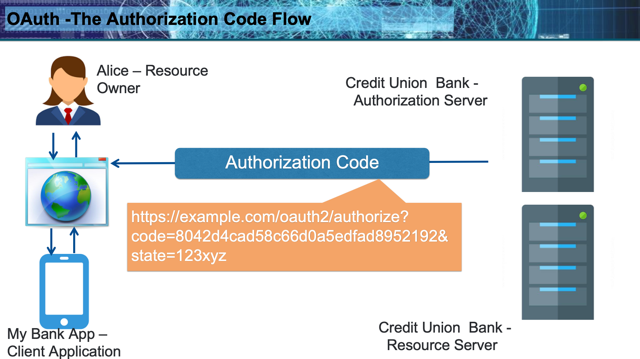 OAuth -The Authorization Code Flow
Alice – Resource
Owner
Credit Union  Bank -
Authorization Server
Authorization Code
https://example.com/oauth2/authorize?
code=8042d4cad58c66d0a5edfad8952192&
state=123xyz
My Bank App –
Client Application
Credit Union  Bank -
Resource Server